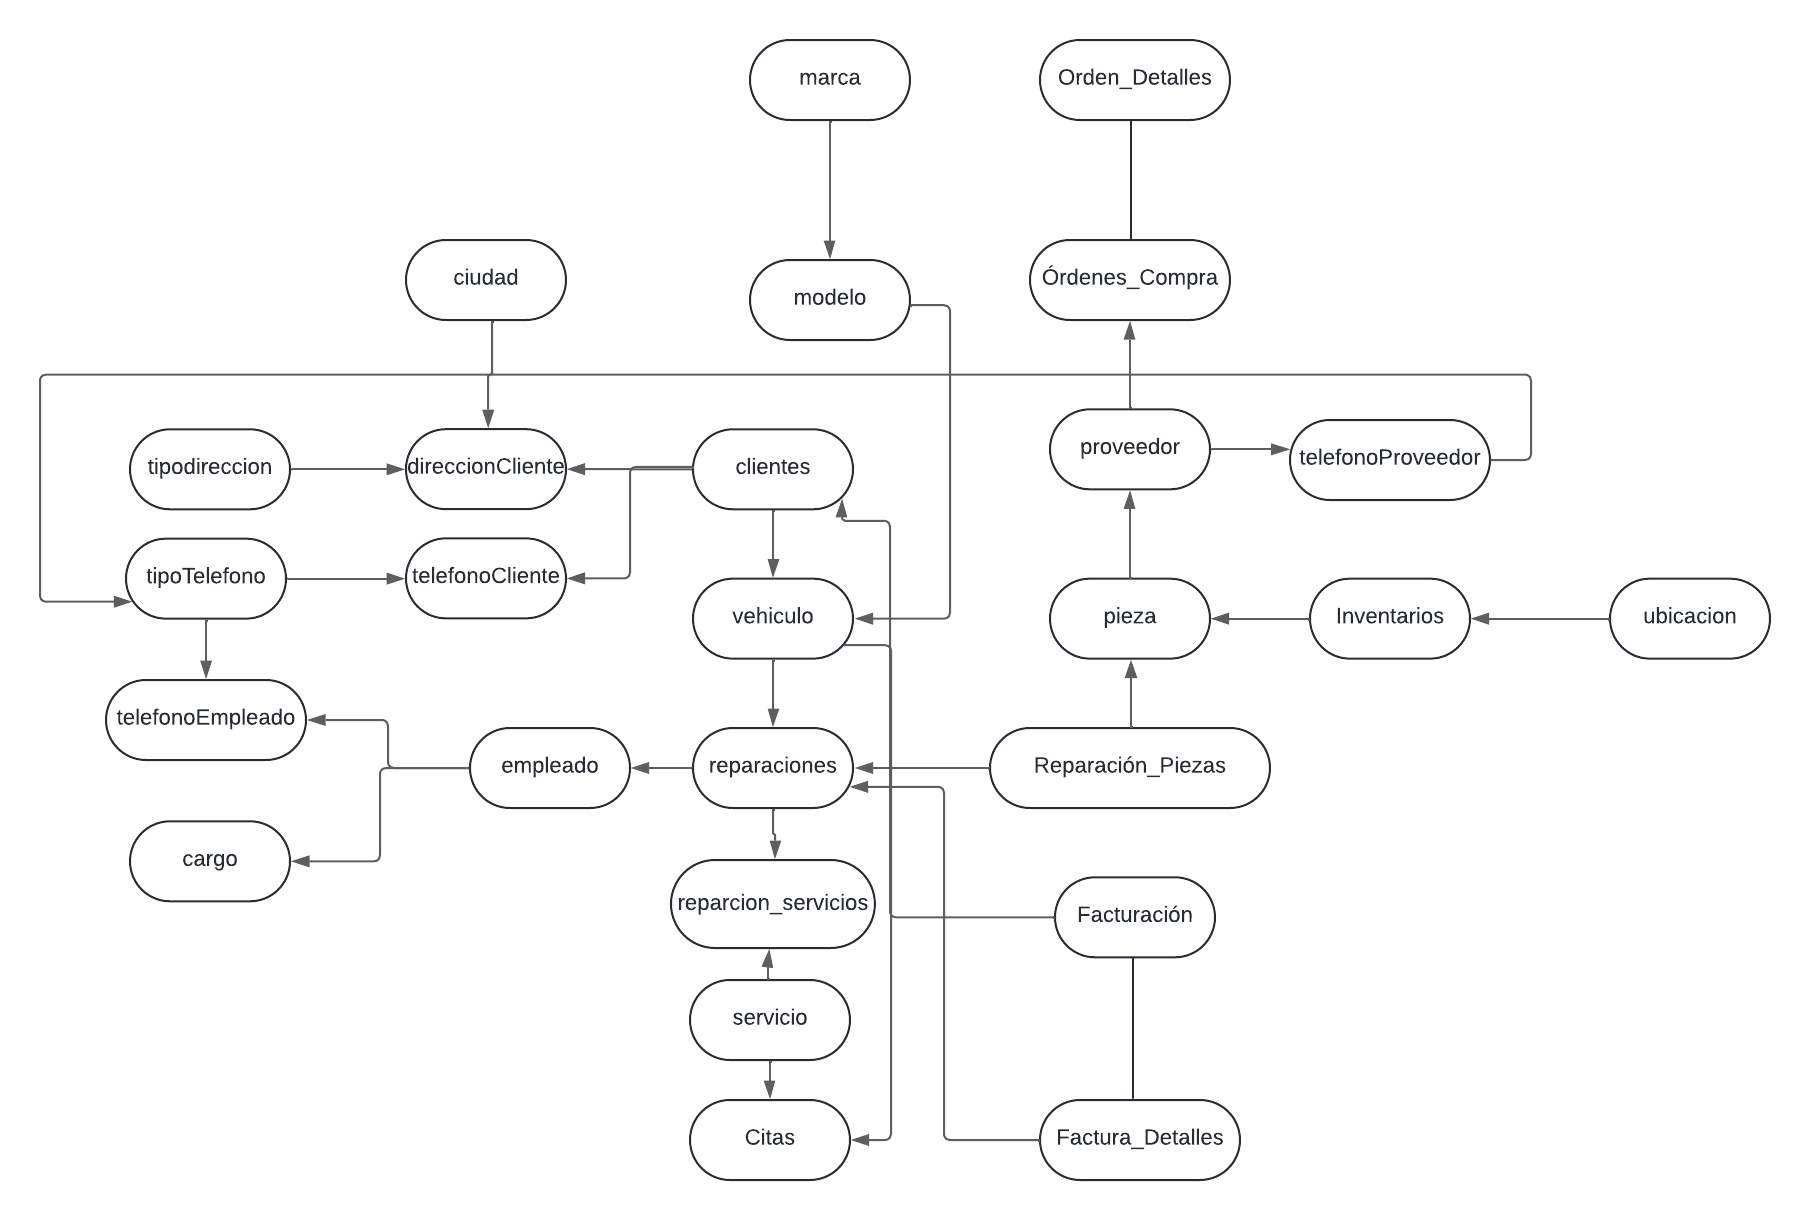 marca
Orden_Detalles
ciudad
modelo
Órdenes_Compra
tipodireccion
direccionCliente
clientes
proveedor
telefonoProveedor
tipoTelefono
telefonoCliente
vehiculo
pieza
Inventarios
ubicacion
telefonoEmpleado
empleado
reparaciones
Reparación_Piezas
cargo
reparcion_servicios
Facturación
servicio
Citas
Factura_Detalles